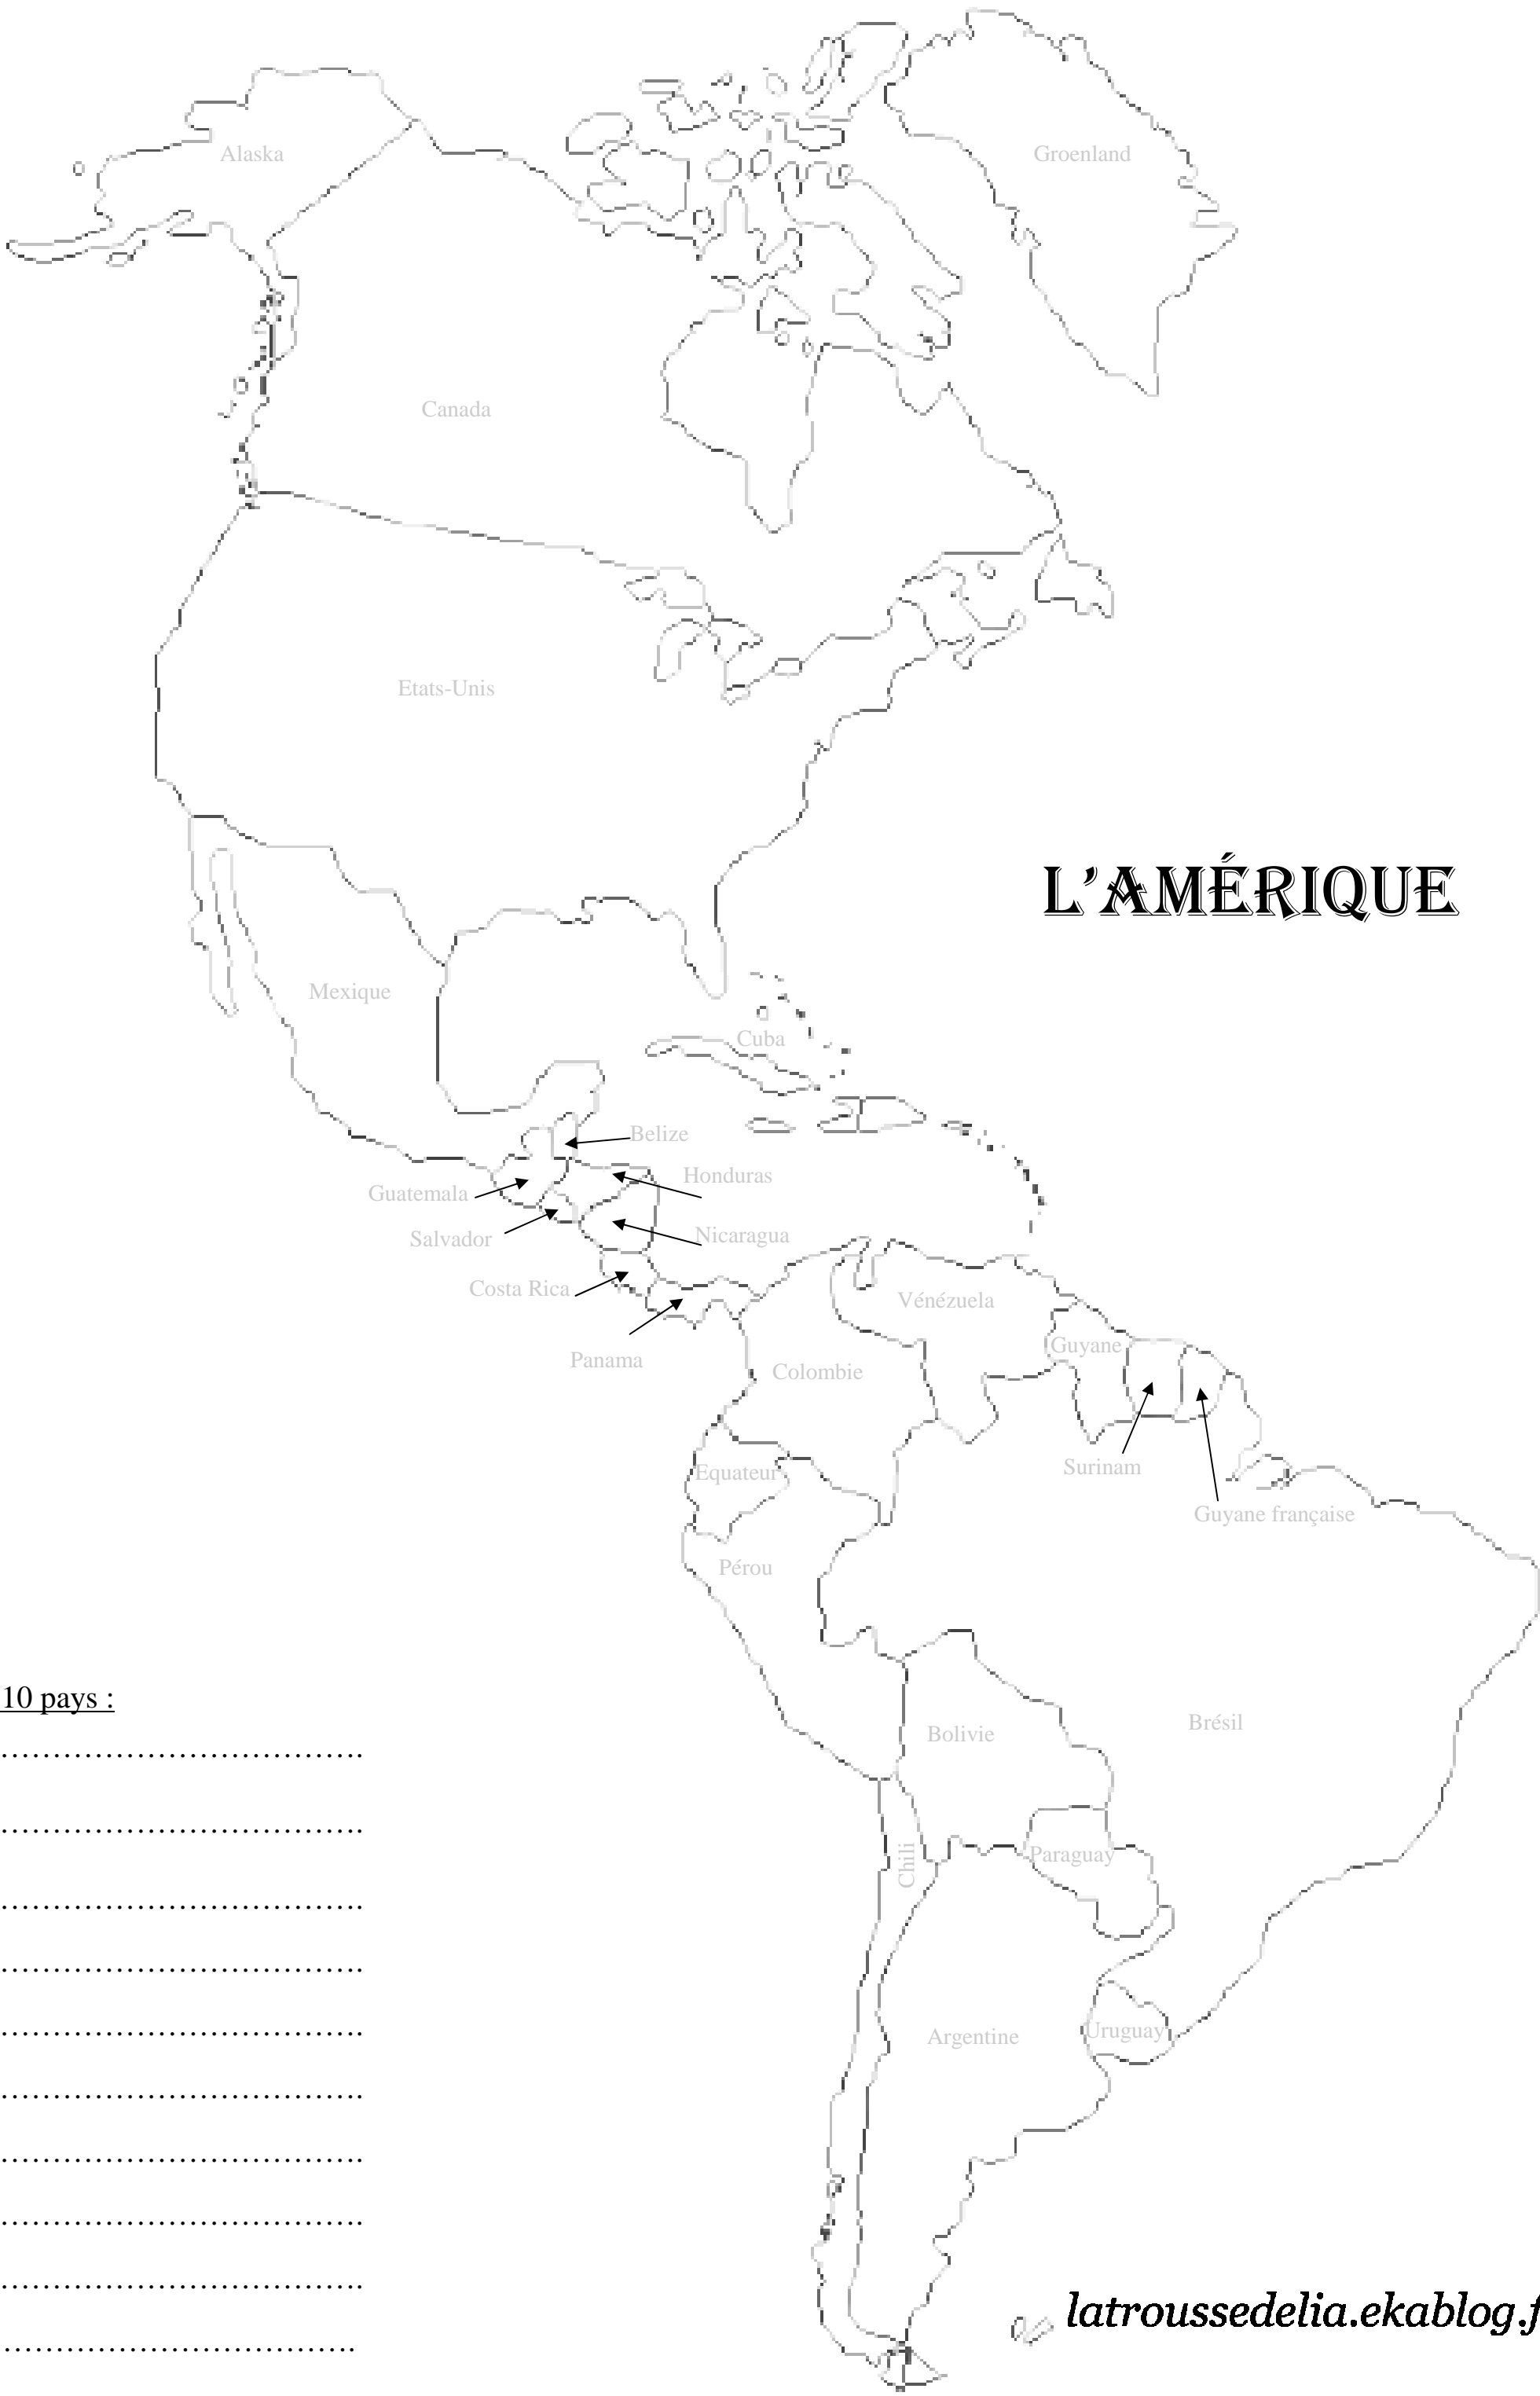 Alaska
Groenland
Canada
Etats-Unis
L'AMÉRIQUE
Mexique
Cuba
Belize
Honduras
Guatemala
Salvador
Nicaragua
Costa Rica
Vénézuela
Guyane
Panama
Colombie
Surinam
Equateur
Guyane française
Pérou
10 pays :
Brésil
Bolivie
……………………………….
……………………………….
Chili
Paraguay
……………………………….
……………………………….
……………………………….
Argentine
Uruguay
……………………………….
……………………………….
……………………………….
……………………………….
latroussedelia.ekablog.f
…………………………….